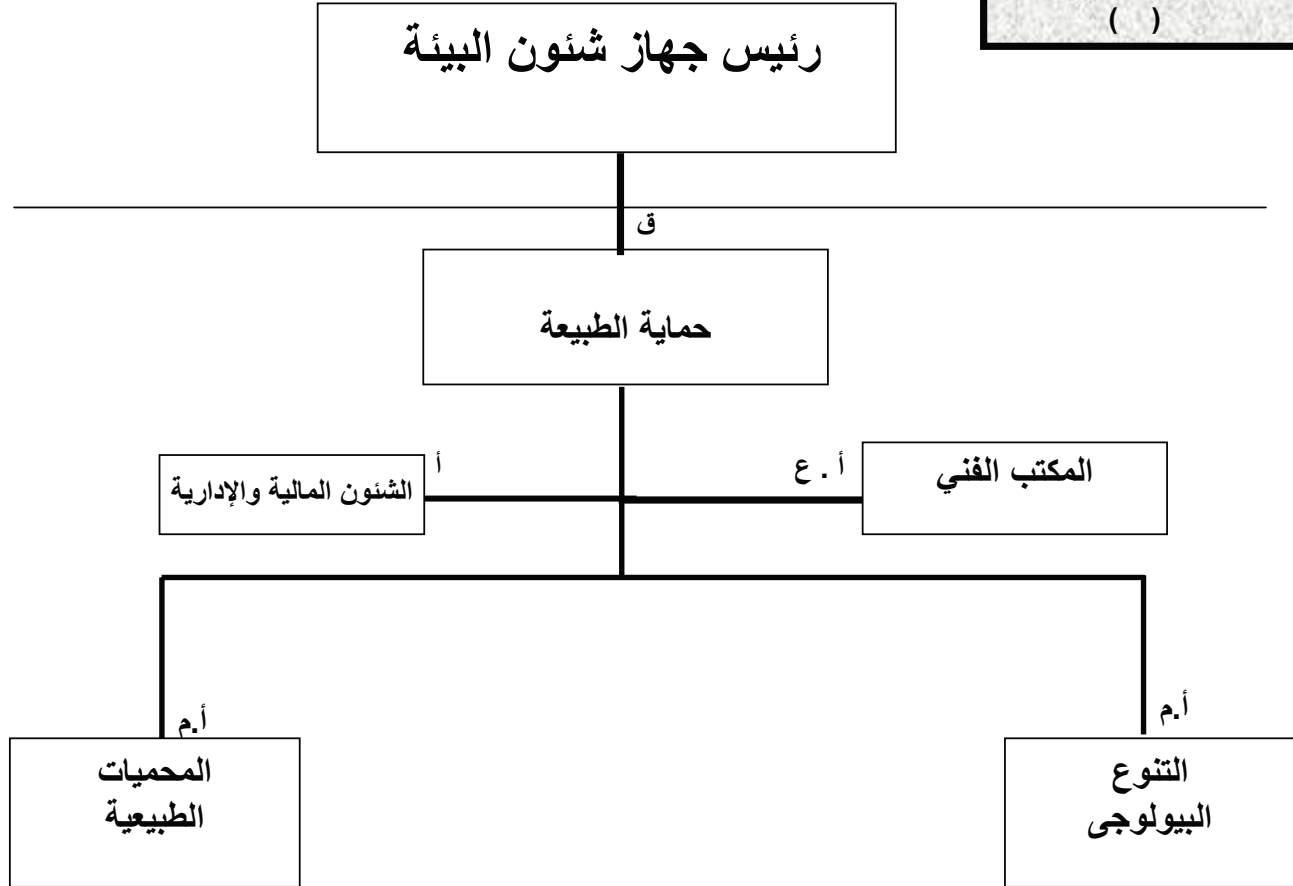 ( )
رئيس جهاز شئون البيئة
ق
حماية الطبيعة
المكتب الفني
أ . ع
أ
الشئون المالية والإدارية
أ.م
التنوع
البيولوجى
أ.م
المحميات
الطبيعية